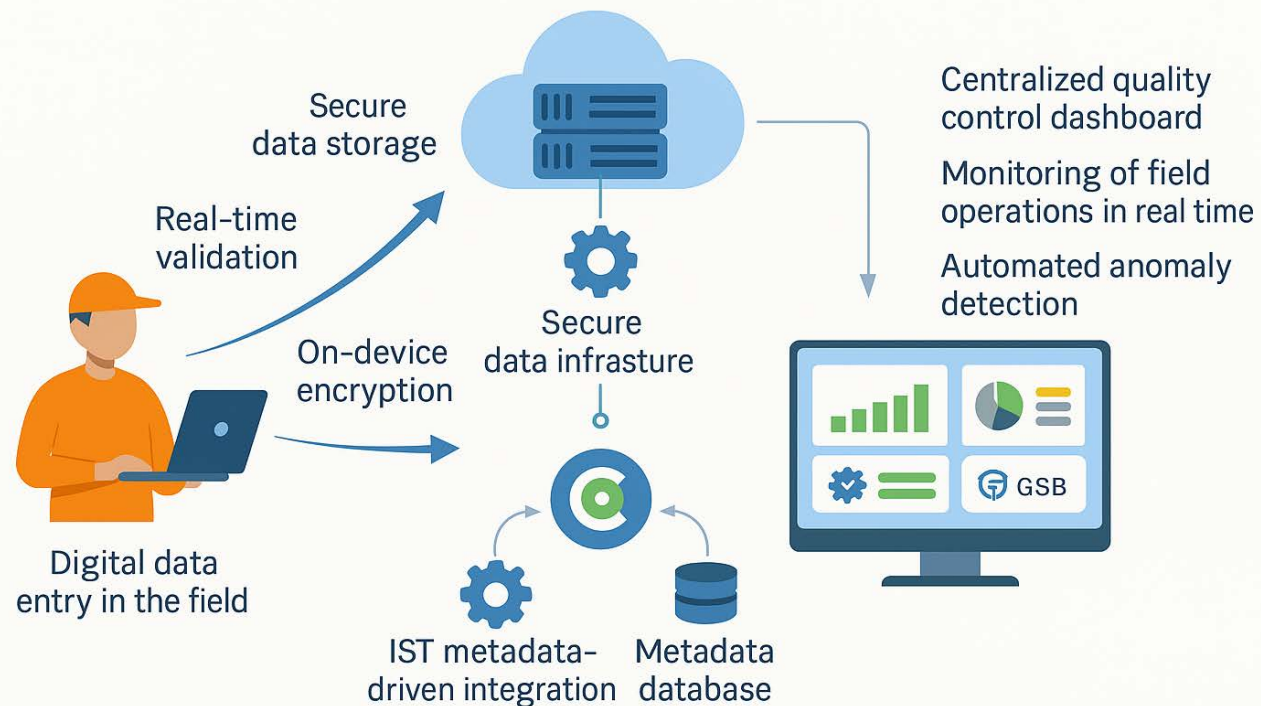 Secure
data storage
Real-time
validation
On-device
encryption
Digital data
entry in the field
Secure
data infrasture
IST metadata-
driven integration
Metadata
database
Centralized quality
control dashboard
Monitoring of field
operations in real time
Automated anomaly
detection
GSB